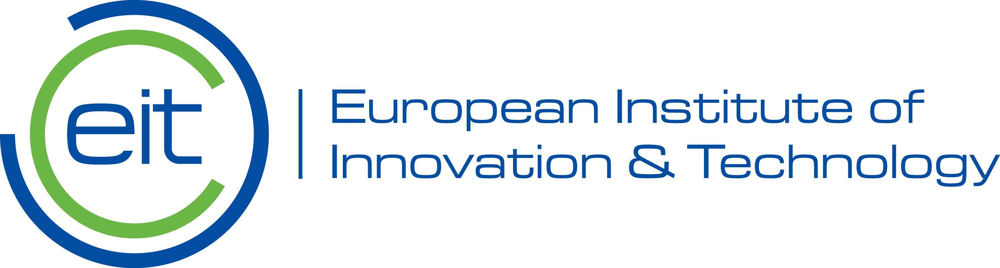 eit
European Institute of
Innovation & Technology